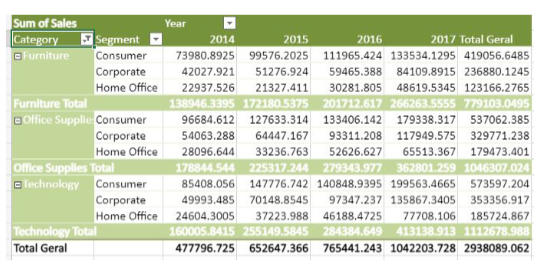 Sum of Sales Year
Category Segment 2014 2015 2016 2017 Total Geral
Furniture Consumer 73980.8925 99576.2025 111965.424 133534.1295 419056.6485
Corporate 42027.921 51276.924 59465.388 84109.8915 236880.1245
Home Office 22937.526 21327.411 30281.805 48619.5345 123166.2765
Furniture Total 138946.3395 172180.5375 201712.617 266263.5555 779103.0495
Office Supplie Consumer 96684.612 127633.314 133406.142 179338.317 537062.385
Corporate 54063.288 64447.167 93311.208 117949.575 329771.238
Home Office 28096.644 33236.763 52626.627 65513.367 179473.401
Office Supplies Total 178844.544 225317.244 279343.977 362801.259 1046307.024
Technology Consumer 85408.056 147776.742 140848.9395 199563.4665 573597.204
Corporate 49993.485 70148.8545 97347.237 135867.3405 353356.917
Home Office 24604.3005 37223.988 46188.4725 77708.106 185724.867
Technology Total 160005.8415 255149.5845 284384.649 413138.913 1112678.988
Total Geral 477796.725 652647.366 765441.243 1042203.728 2938089.062